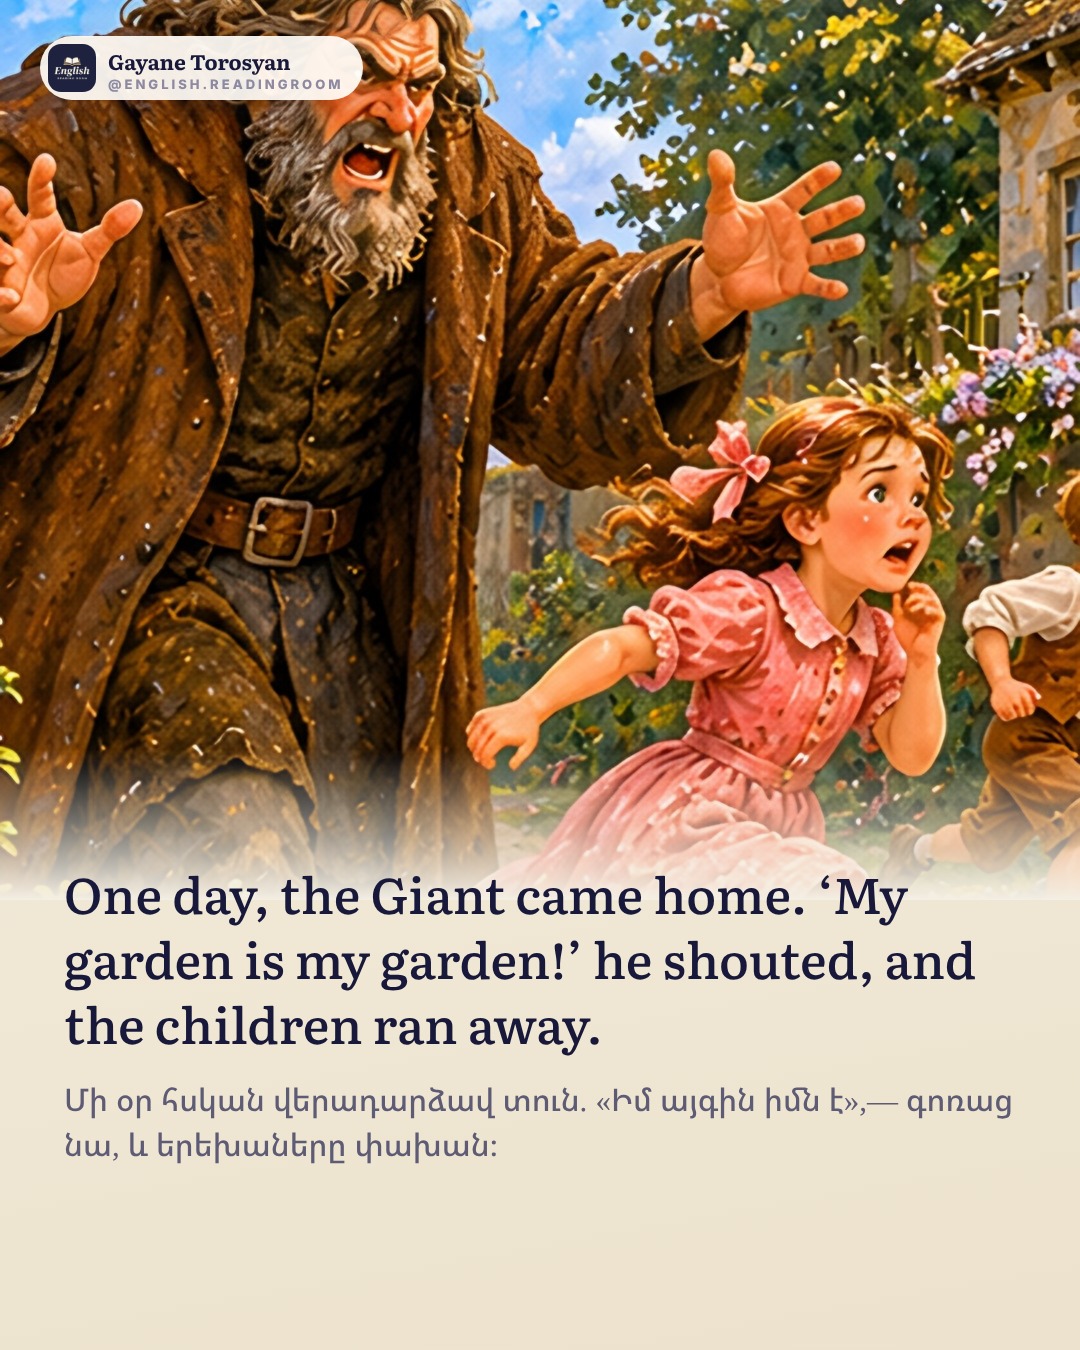 English
Gayane Torosyan
@ENGLISH.READINGROOM
One day, the Giant came home. ‘My
garden is my garden!’ he shouted, and
the children ran away.
Մի օր հսկան վերադարձավ տուն. «Իմ այգին իմն է»,— գոռաց
նա, և երեխաները փախան: